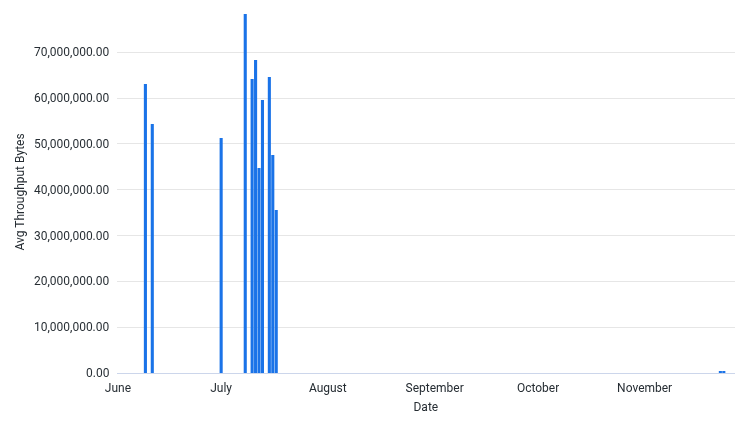 70,000,000.00
60,000,000.00
50,000,000.00
40,000,000.00
30,000,000.00
20,000,000.00
10,000,000.00
0.00
Avg Throughput Bytes
June July August September October November
Date